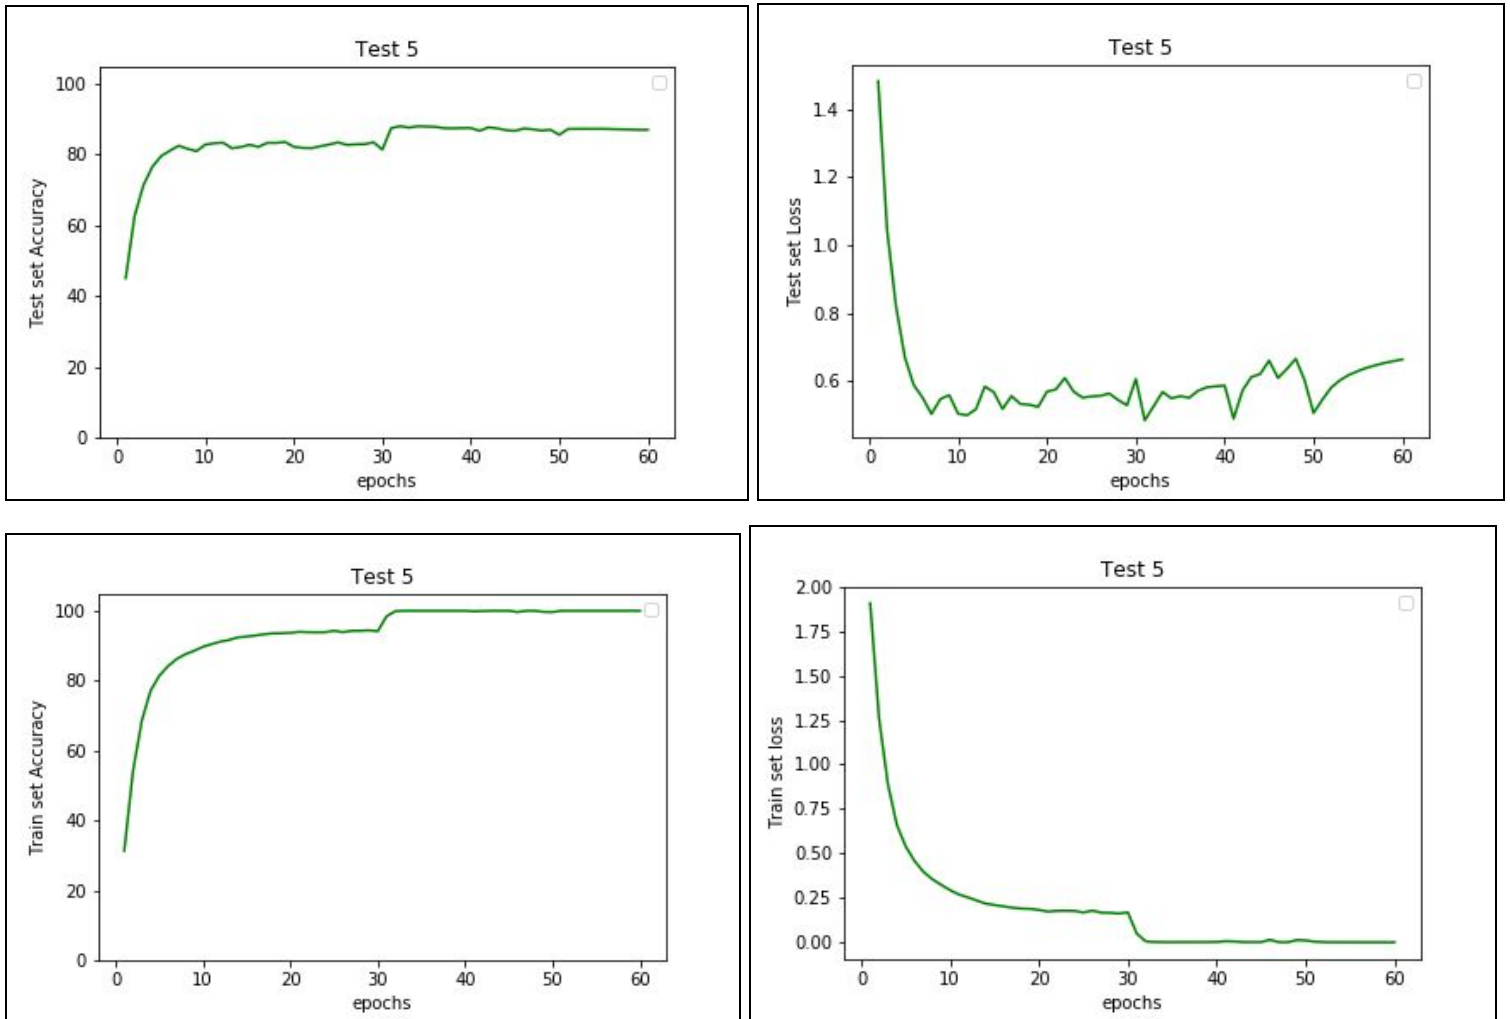 Test 5
100
80
60
40
20
0
Test set Accuracy
0 10 20 30 40 50 60
epochs
Test 5
1.4
1.2
1.0
0.8
0.6
Test set Loss
0 10 20 30 40 50 60
epochs
Test 5
100
80
60
40
20
0
Train set Accuracy
0 10 20 30 40 50 60
epochs
Test 5
2.00
1.75
1.50
1.25
1.00
0.75
0.50
0.25
0.00
Train set loss
0 10 20 30 40 50 60
epochs